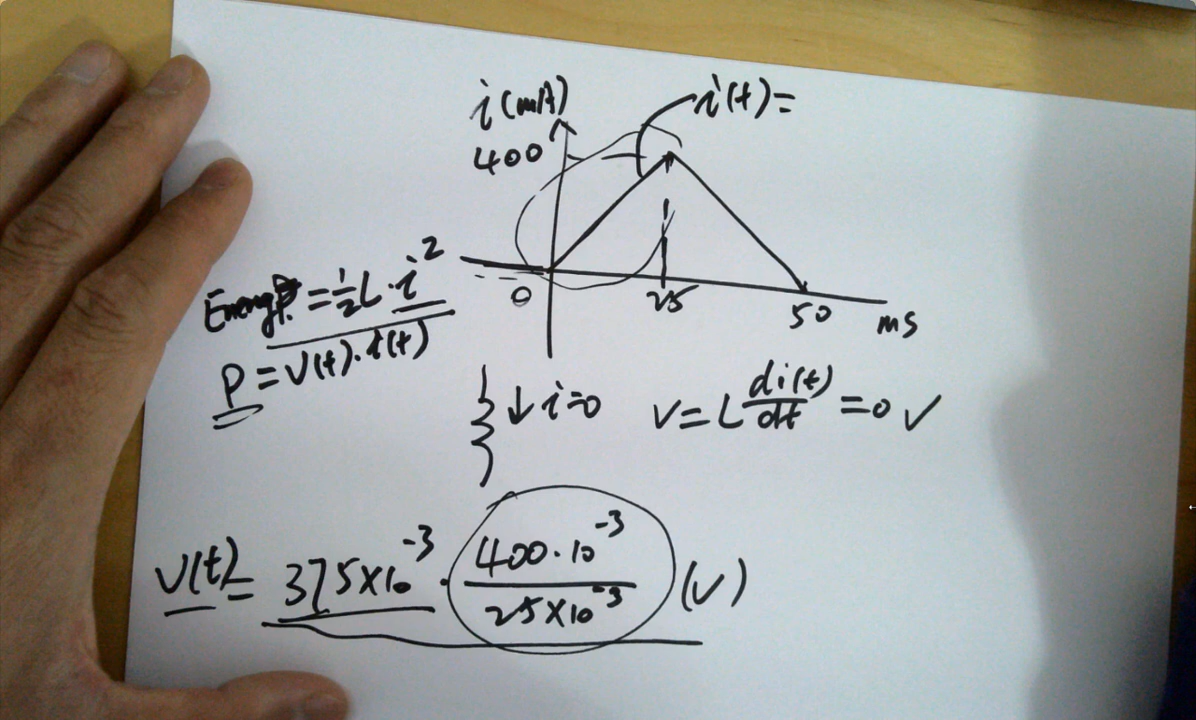 i(mA)
i(t)=
400
0
25
50
ms
Energy = 1/2 L · i²
P = V(t) · i(t)
↓ i=0
V = L di(t)/dt = 0 ✓
V(t) = 375×10⁻³ · 400·10⁻³ / 25×10⁻³ (V)